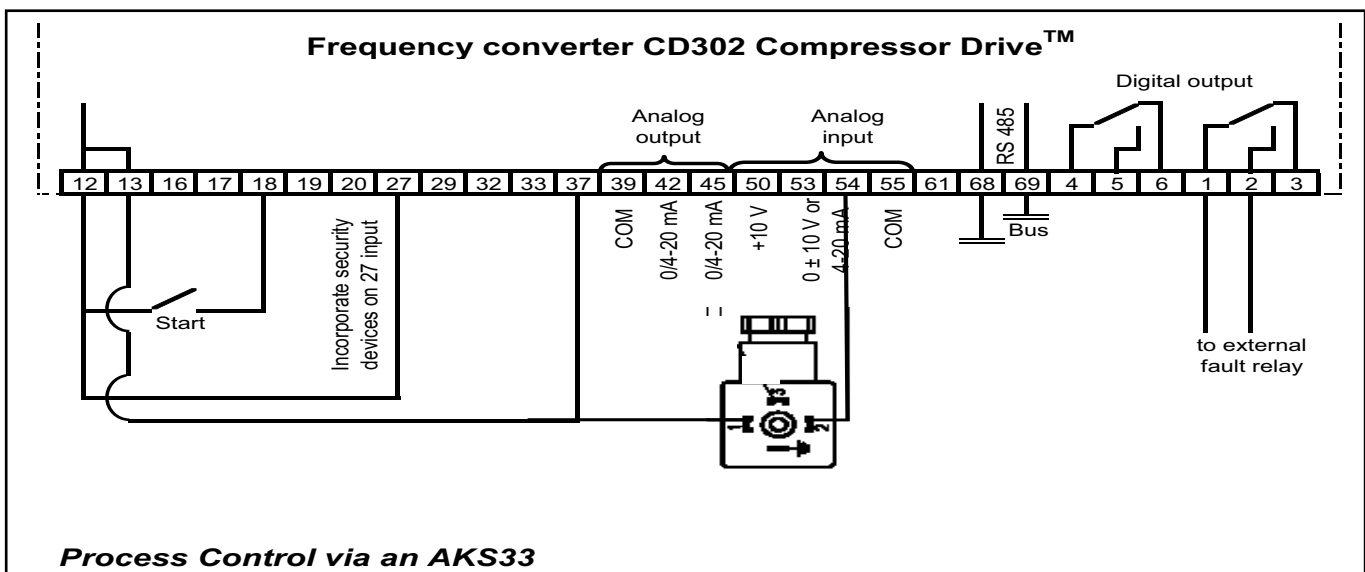 Frequency converter CD302 Compressor Drive™
Digital output
Analog
output
Analog
input
RS 485
12 13 16 17 18 19 20 27 29 32 33 37 39 42 45 50 53 54 55 61 68 69 4 5 6 1 2 3
Incorporate security
devices on 27 input
COM
0/4-20 mA
0/4-20 mA
+10 V
0 ± 10 V or
4-20 mA
COM
Bus
Start
to external
fault relay
3
1
2
Process Control via an AKS33